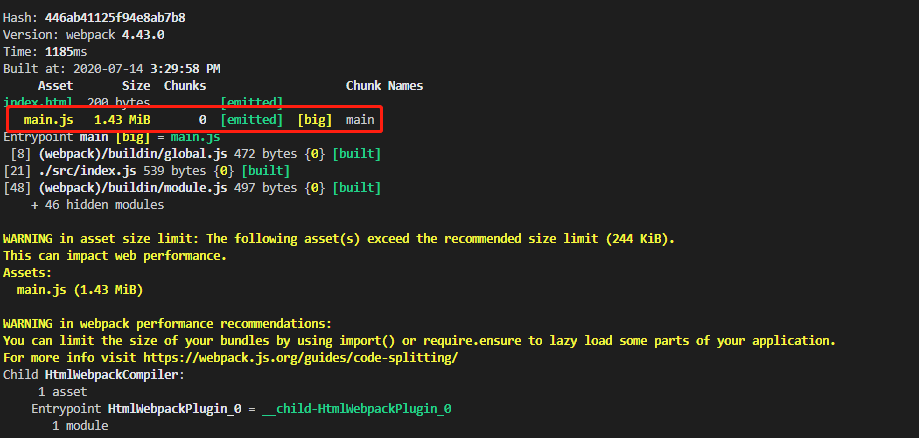 Hash: 446ab41125f94e8ab7b8
Version: webpack 4.43.0
Time: 1185ms
Built at: 2020-07-14 3:29:58 PM
Asset Size Chunks Chunk Names
index.html 200 bytes [emitted]
main.js 1.43 MiB 0 [emitted] [big] main
Entrypoint main [big] = main.js
[8] (webpack)/buildin/global.js 472 bytes {0} [built]
[21] ./src/index.js 539 bytes {0} [built]
[48] (webpack)/buildin/module.js 497 bytes {0} [built]
+ 46 hidden modules
WARNING in asset size limit: The following asset(s) exceed the recommended size limit (244 KiB).
This can impact web performance.
Assets:
main.js (1.43 MiB)
WARNING in webpack performance recommendations:
You can limit the size of your bundles by using import() or require.ensure to lazy load some parts of your application.
For more info visit https://webpack.js.org/guides/code-splitting/
Child HtmlWebpackCompiler:
1 asset
Entrypoint HtmlWebpackPlugin_0 = __child-HtmlWebpackPlugin_0
1 module